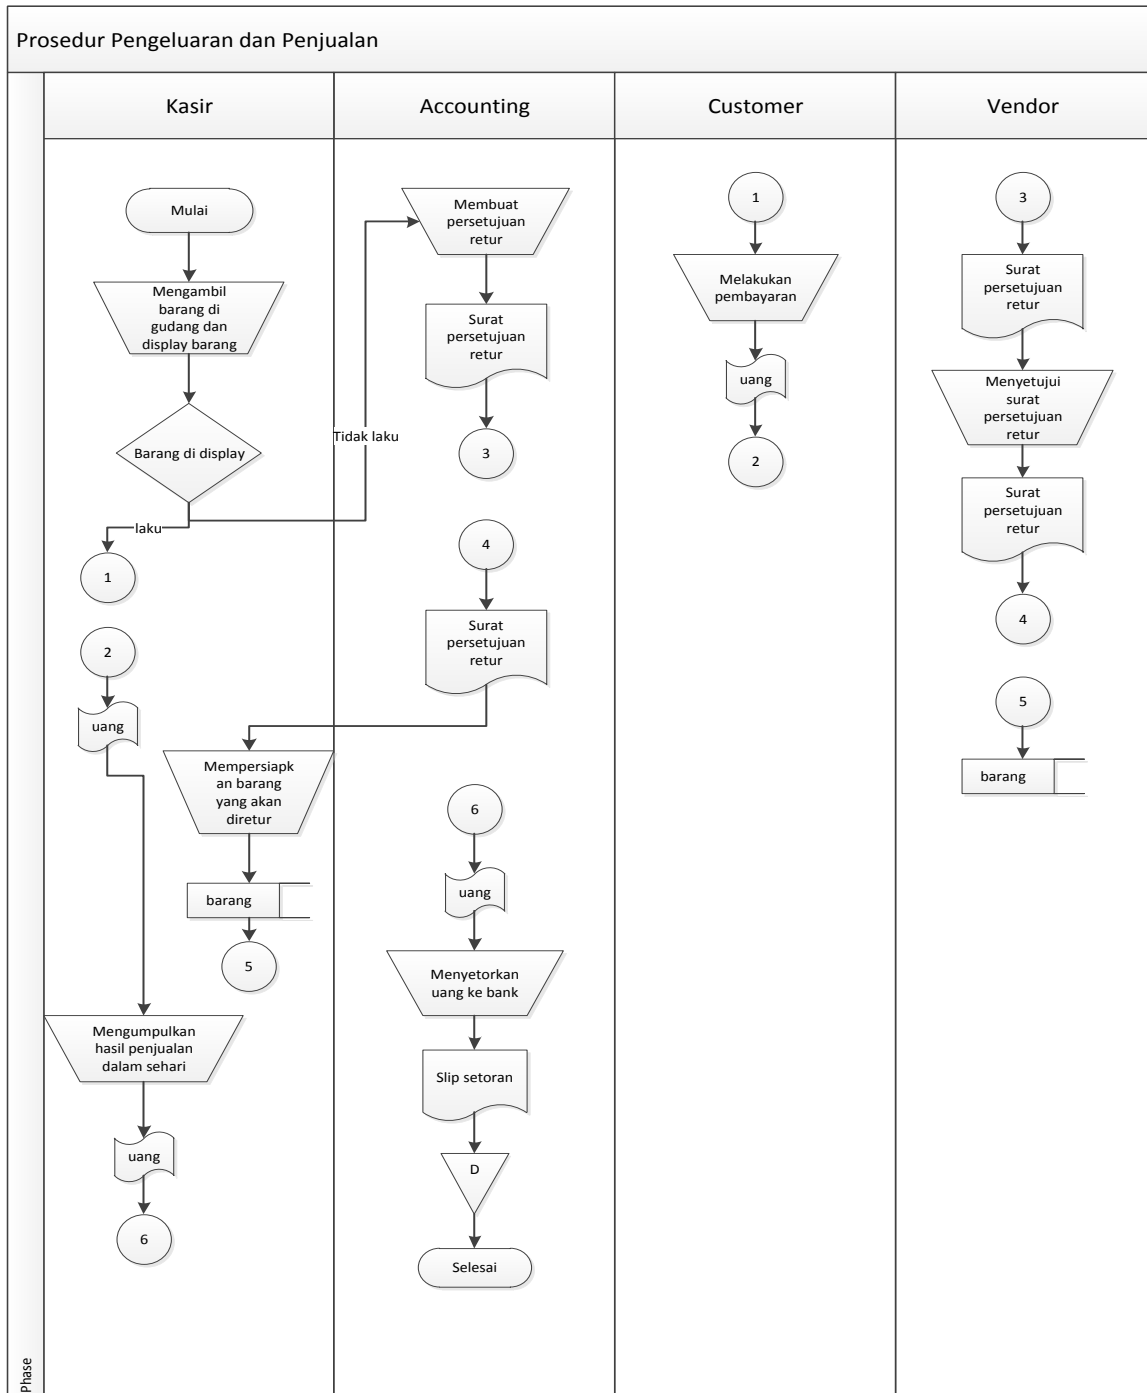 Prosedur Pengeluaran dan Penjualan
Phase
Kasir
Accounting
Customer
Vendor
Mulai
Mengambil
barang di
gudang dan
display barang
Barang di display
laku
Tidak laku
1
2
uang
Mempersiapk
an barang
yang akan
diretur
barang
5
Mengumpulkan
hasil penjualan
dalam sehari
uang
6
Membuat
persetujuan
retur
Surat
persetujuan
retur
3
4
Surat
persetujuan
retur
6
uang
Menyetorkan
uang ke bank
Slip setoran
D
Selesai
1
Melakukan
pembayaran
uang
2
3
Surat
persetujuan
retur
Menyetujui
surat
persetujuan
retur
Surat
persetujuan
retur
4
5
barang